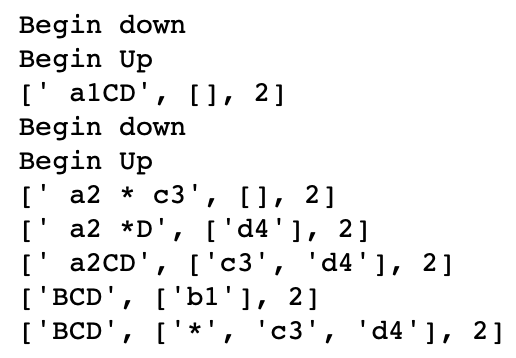 Begin down
Begin Up
[' a1CD', [], 2]
Begin down
Begin Up
[' a2 * c3', [], 2]
[' a2 *D', ['d4'], 2]
[' a2CD', ['c3', 'd4'], 2]
['BCD', ['b1'], 2]
['BCD', ['*', 'c3', 'd4'], 2]